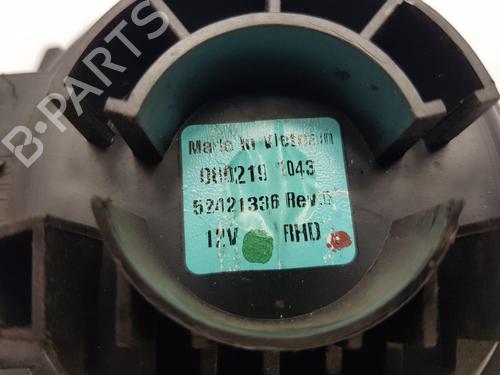 B-PARTS
Made in Vietnam
080219 1043
52421336 Rev.
12V RHD